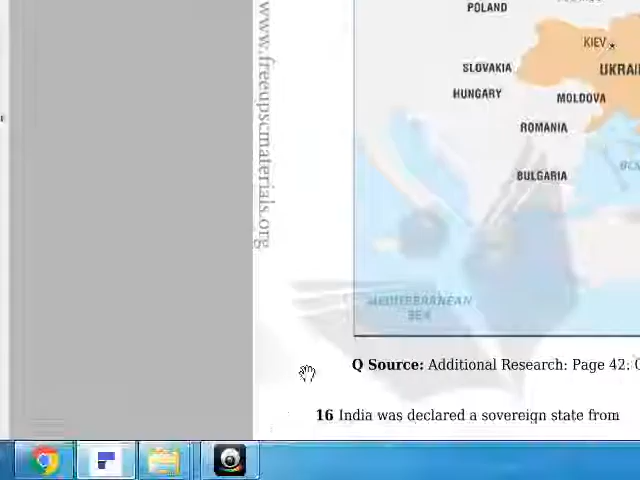 www.freeupscmaterials.org
POLAND
KIEV
SLOVAKIA
HUNGARY
MOLDOVA
ROMANIA
BULGARIA
MEDITERRANEAN
SEA
Q Source: Additional Research: Page 42:
16 India was declared a sovereign state from